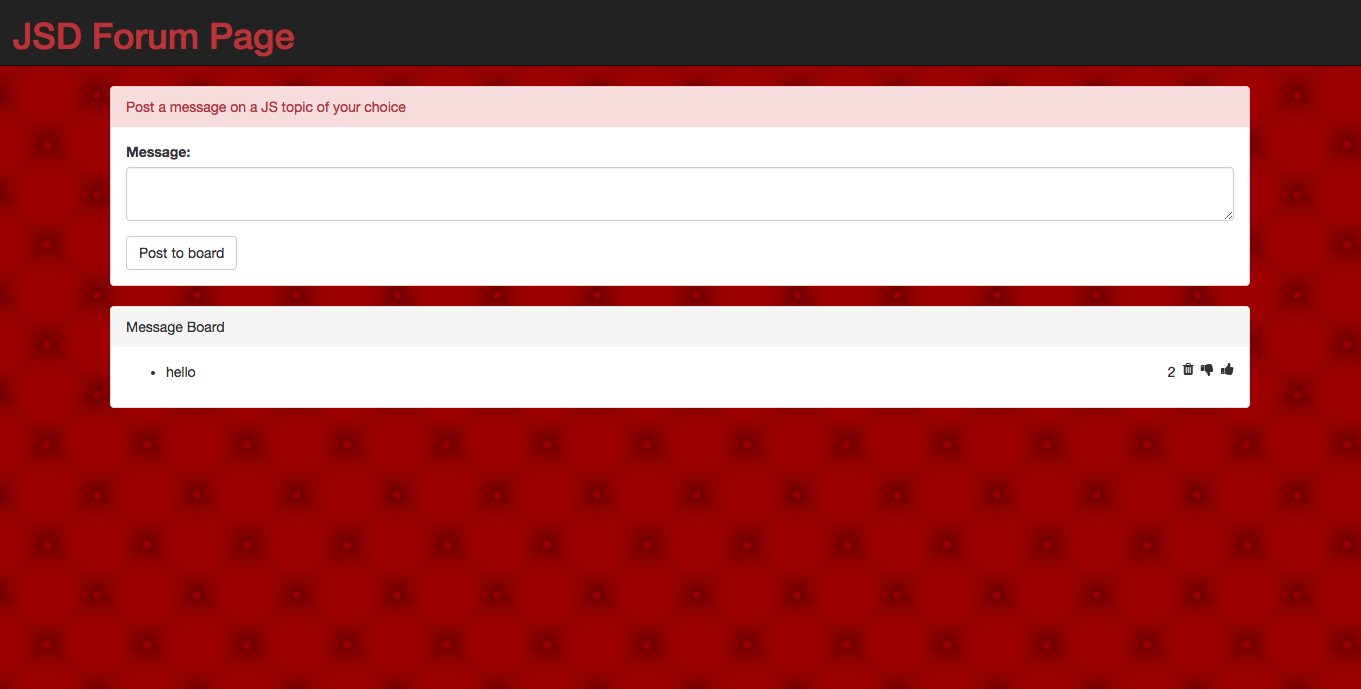 JSD Forum Page
Post a message on a JS topic of your choice
Message:
Post to board
Message Board
• hello 2